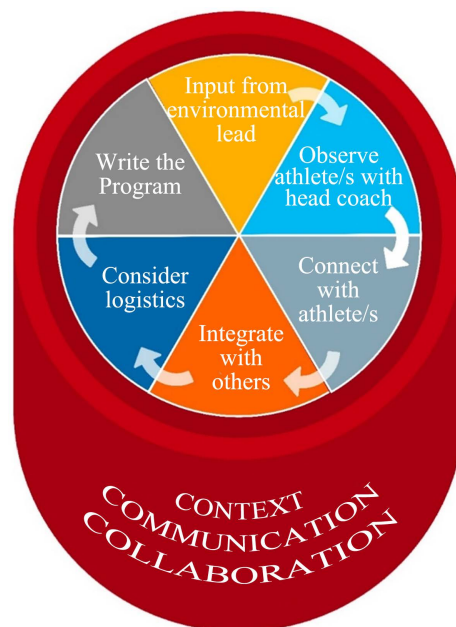 Input from
environmental
lead
Observe
athlete/s with
head coach
Connect
with
athlete/s
Integrate
with
others
Consider
logistics
Write the
Program
CONTEXT
COMMUNICATION
COLLABORATION